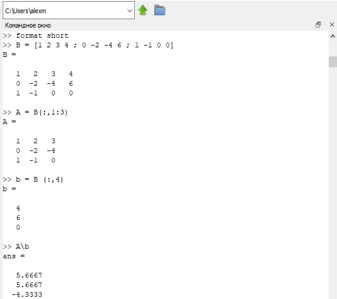 C:\Users\alexm
Командное окно
>> format short
>> B = [1 2 3 4 ; 0 -2 -4 6 ; 1 -1 0 0]
B =
1 2 3 4
0 -2 -4 6
1 -1 0 0
>> A = B(:,1:3)
A =
1 2 3
0 -2 -4
1 -1 0
>> b = B (:,4)
b =
4
6
0
>> A\b
ans =
5.6667
5.6667
-4.3333